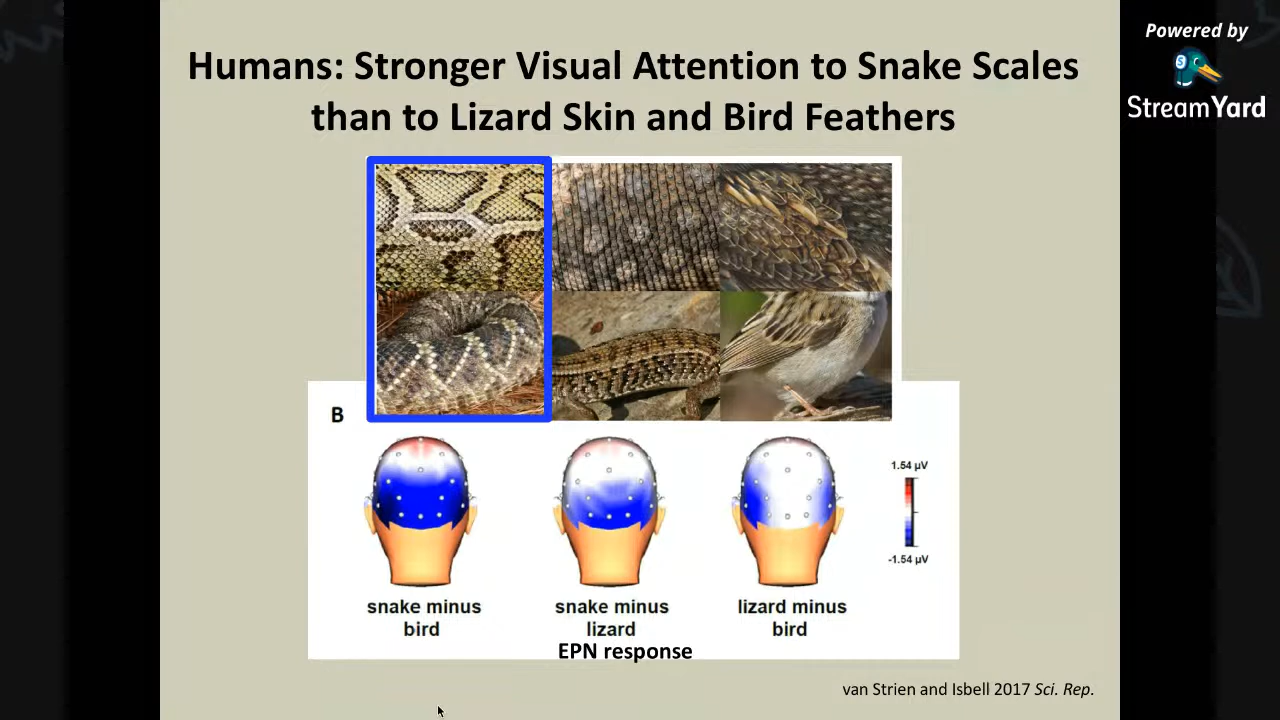 Humans: Stronger Visual Attention to Snake Scales
than to Lizard Skin and Bird Feathers
Powered by
StreamYard
B
1.54 µV
-1.54 µV
snake minus
bird
snake minus
lizard
lizard minus
bird
EPN response
van Strien and Isbell 2017 Sci. Rep.